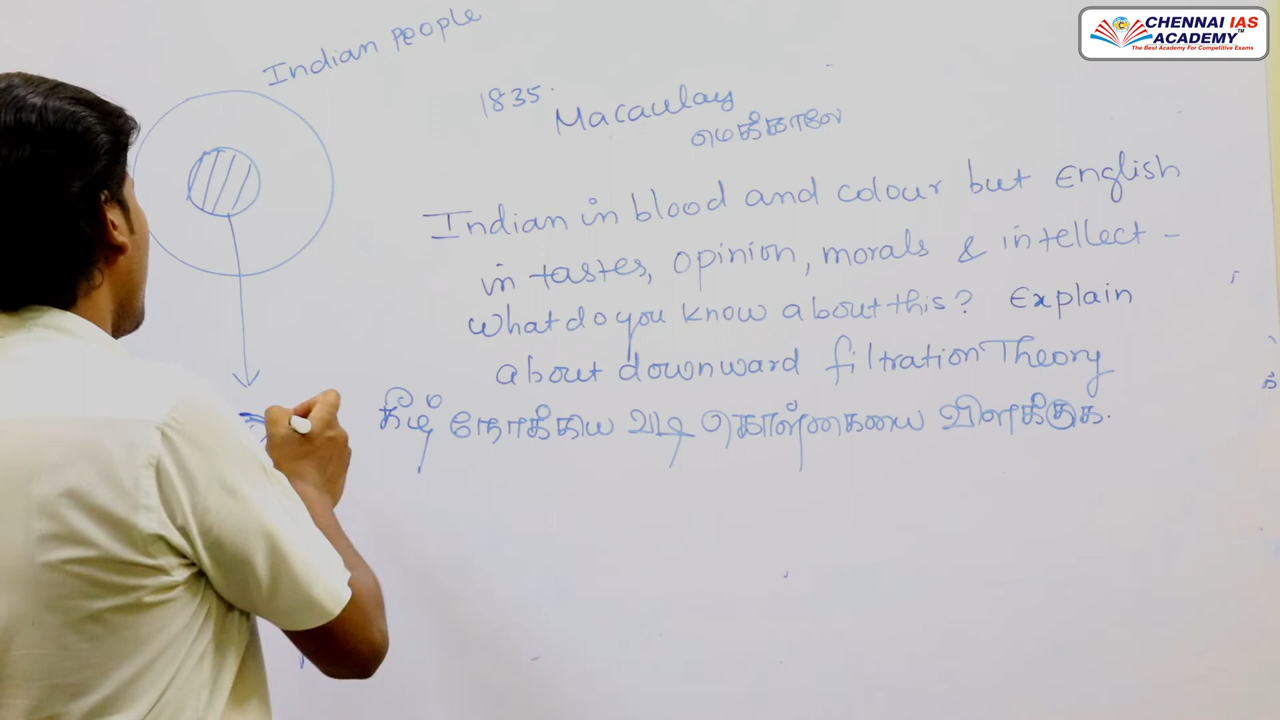 CHENNAI IAS
ACADEMY™
The Best Academy For Competitive Exams
Indian people
1835.
Macaulay
மெக்காலே
Indian in blood and colour but English
in tastes, opinion, morals & intellect -
what do you know about this? Explain
about downward filtration Theory
கீழ் நோக்கிய வடி கொள்கையை விளக்குக.